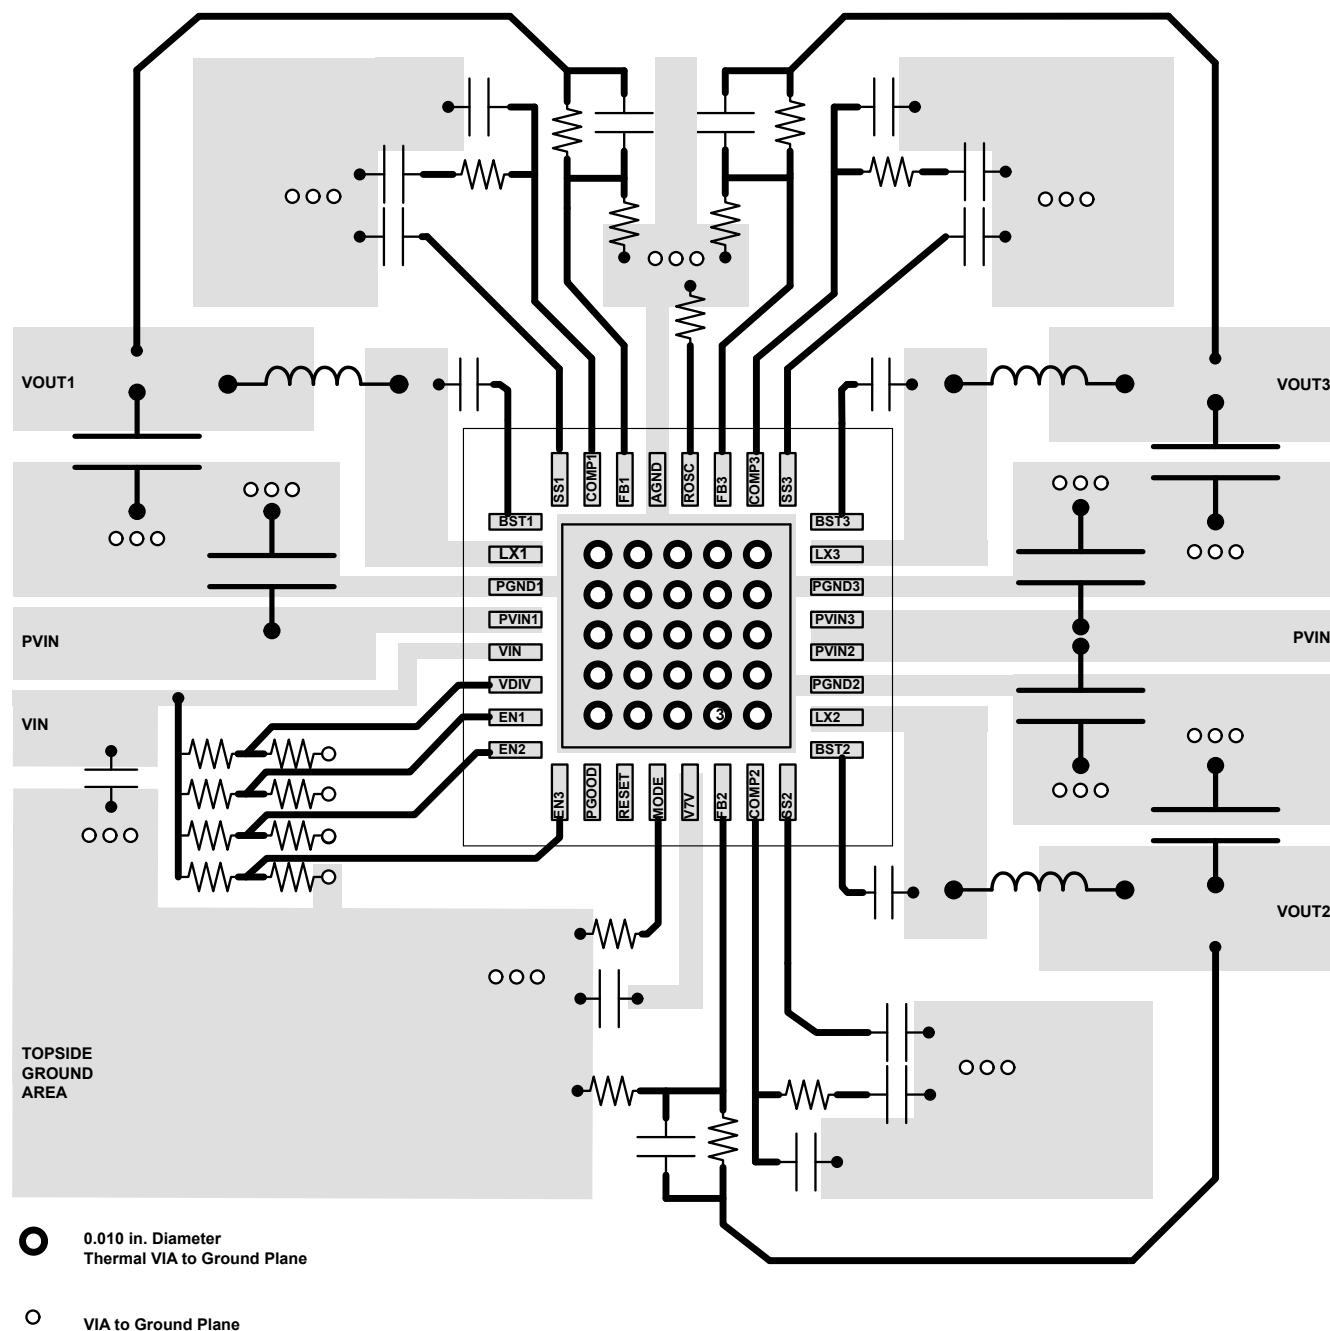 VOUT1
VOUT3
SS1
COMP1
FB1
AGND
ROSC
FB3
COMP3
SS3
BST1
BST3
LX1
LX3
PGND1
PGND3
PVIN1
PVIN3
PVIN
PVIN
VIN
PVIN2
VDIV
PGND2
VIN
EN1
LX2
3
EN2
BST2
EN3
PGOOD
RESET
MODE
V7V
FB2
COMP2
SS2
VOUT2
TOPSIDE
GROUND
AREA
0.010 in. Diameter
Thermal VIA to Ground Plane
VIA to Ground Plane